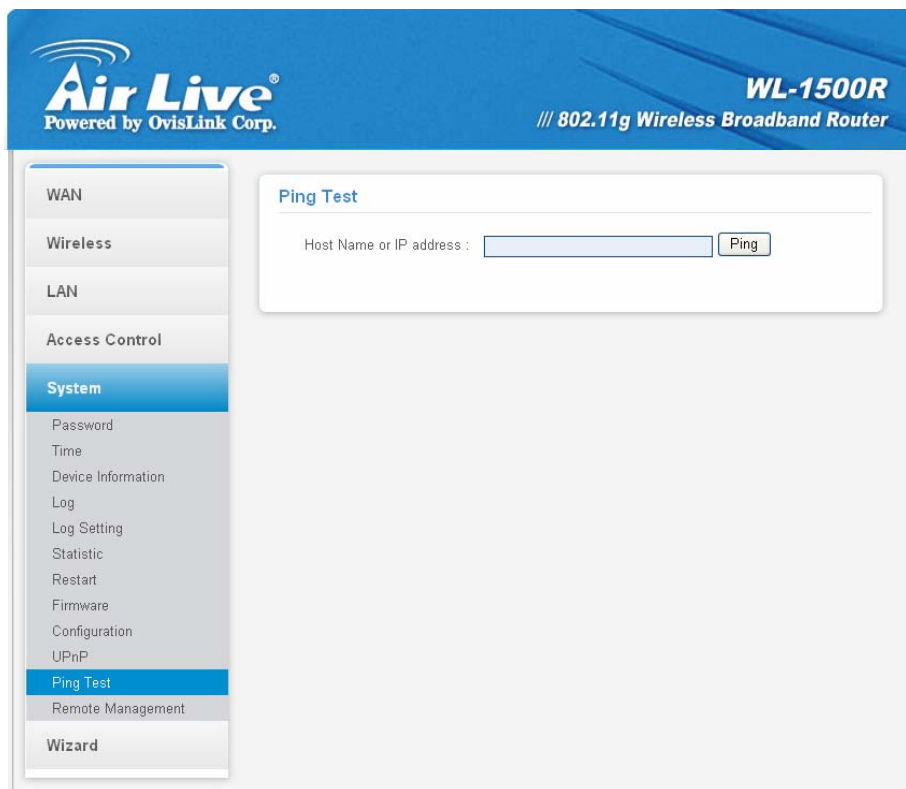 Air Live®
Powered by OvisLink Corp.
WL-1500R
/// 802.11g Wireless Broadband Router
WAN
Wireless
LAN
Access Control
System
Password
Time
Device Information
Log
Log Setting
Statistic
Restart
Firmware
Configuration
UPnP
Ping Test
Remote Management
Wizard
Ping Test
Host Name or IP address :
Ping